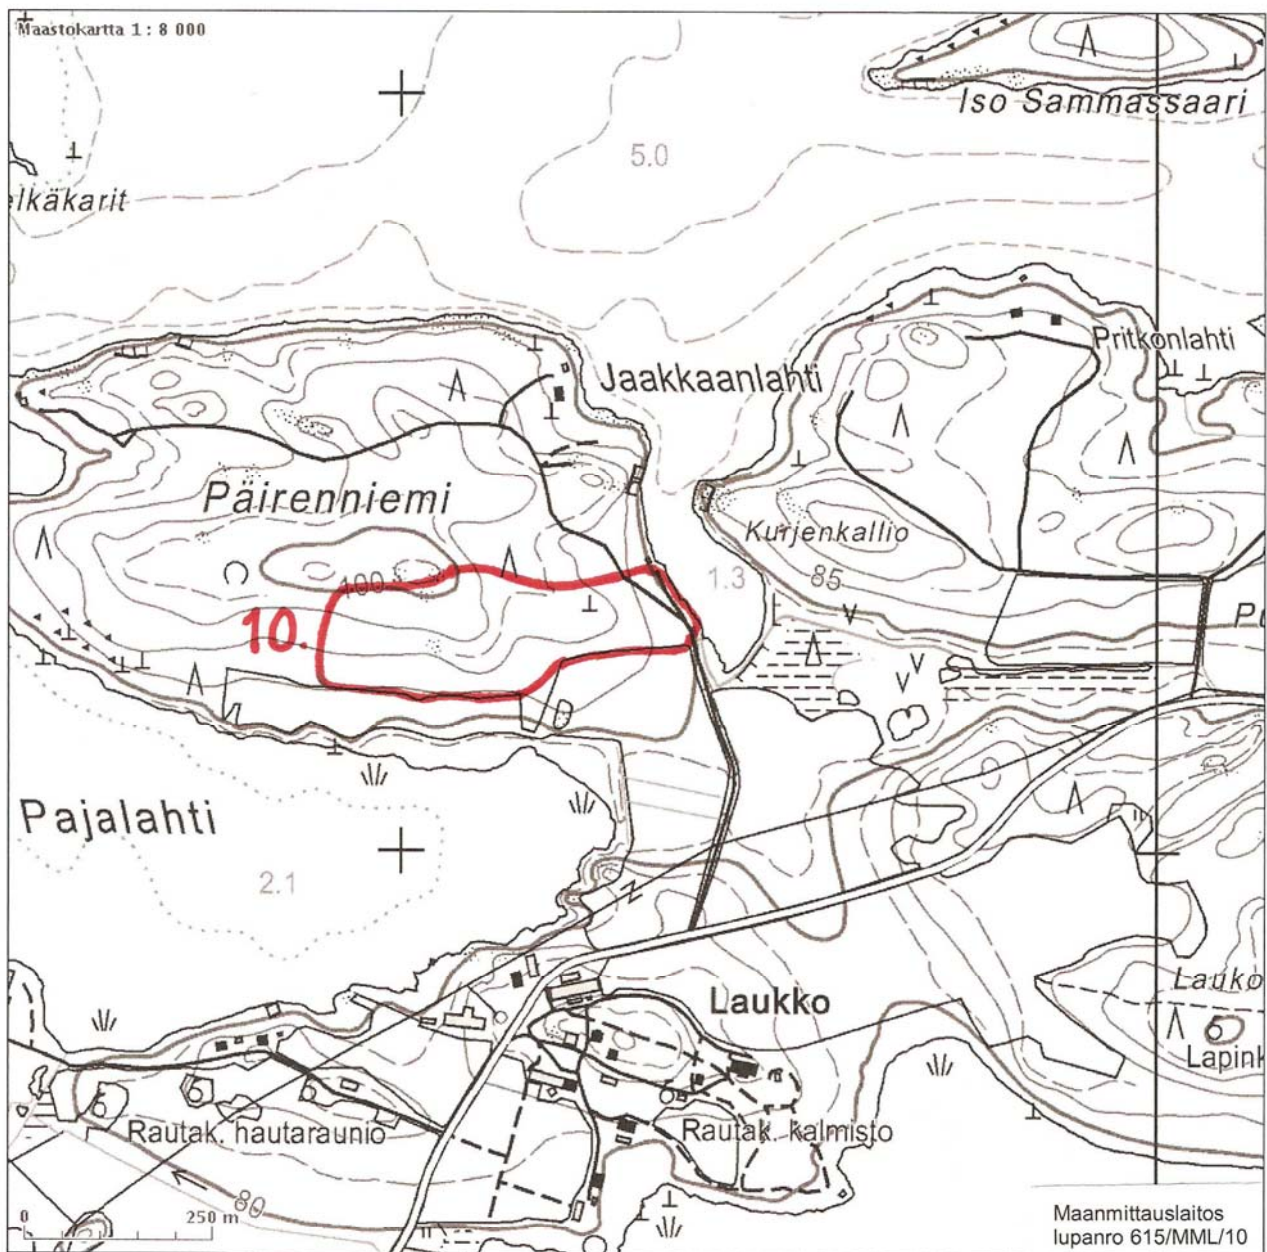 Maastokartta 1 : 8 000
Iso Sammassaari
5.0
elkäkarit
Pritkonlahti
Jaakkaanlahti
Päirenniemi
Kurjenkallio
100
1.3
85
10.
Pajalahti
2.1
Laukko
Lauko
Lapink
Rautak. hautaraunio
Rautak. kalmisto
80
0
250 m
Maanmittauslaitos
lupanro 615/MML/10